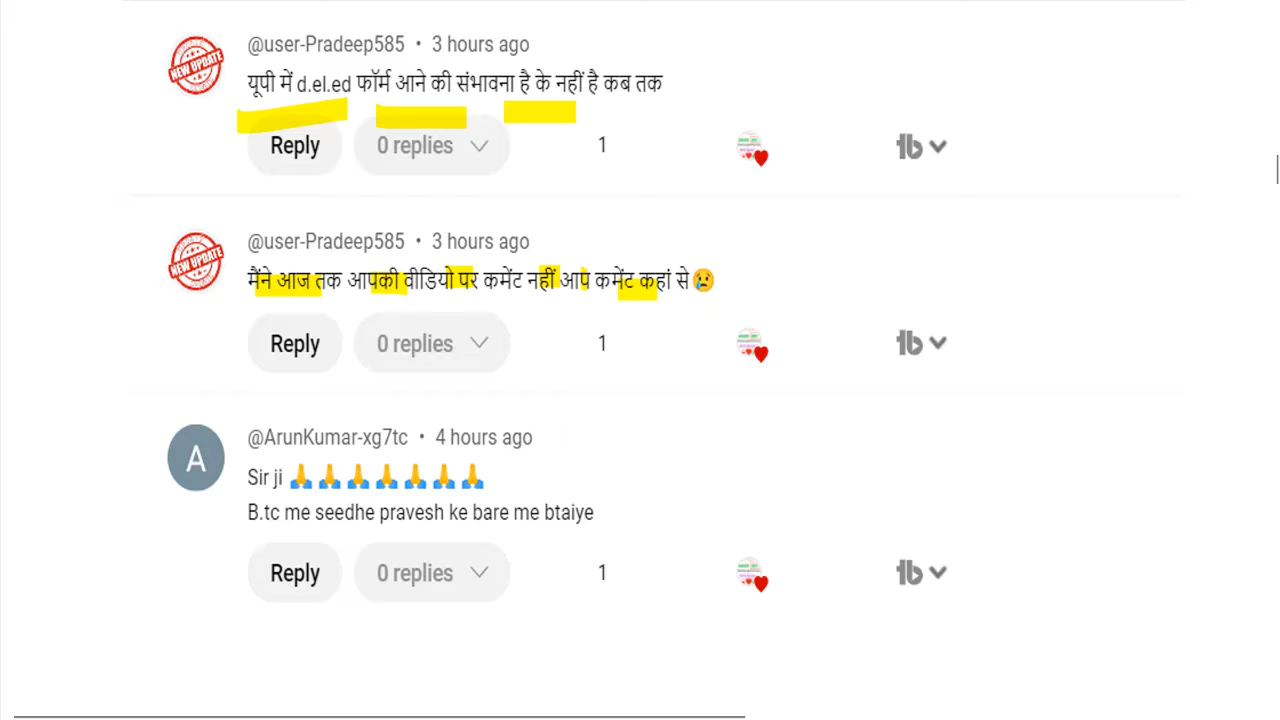 @user-Pradeep585 • 3 hours ago
यूपी में d.el.ed फॉर्म आने की संभावना है के नहीं है कब तक
Reply 0 replies 1
NEW UPDATE
@user-Pradeep585 • 3 hours ago
मैंने आज तक आपकी वीडियो पर कमेंट नहीं आप कमेंट कहां से😢
Reply 0 replies 1
NEW UPDATE
A
@ArunKumar-xg7tc • 4 hours ago
Sir ji 🙏🙏🙏🙏🙏🙏🙏
B.tc me seedhe pravesh ke bare me btaiye
Reply 0 replies 1